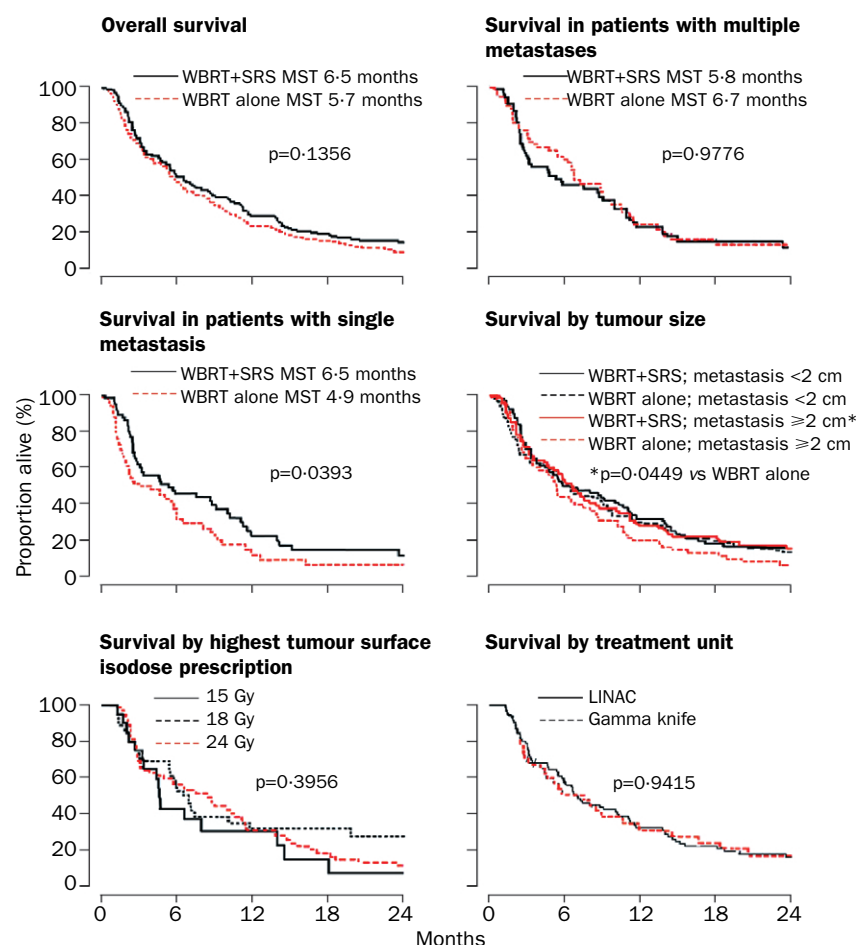 Overall survival
WBRT+SRS MST 6·5 months
WBRT alone MST 5·7 months
p=0·1356
100
80
60
40
20
0
Survival in patients with multiple
metastases
WBRT+SRS MST 5·8 months
WBRT alone MST 6·7 months
p=0·9776
Survival in patients with single
metastasis
WBRT+SRS MST 6·5 months
WBRT alone MST 4·9 months
p=0·0393
Proportion alive (%)
100
80
60
40
20
0
Survival by tumour size
WBRT+SRS; metastasis <2 cm
WBRT alone; metastasis <2 cm
WBRT+SRS; metastasis ⩾2 cm*
WBRT alone; metastasis ⩾2 cm
*p=0·0449 vs WBRT alone
Survival by highest tumour surface
isodose prescription
15 Gy
18 Gy
24 Gy
p=0·3956
100
80
60
40
20
0
0 6 12 18 24
Survival by treatment unit
LINAC
Gamma knife
p=0·9415
0 6 12 18 24
Months